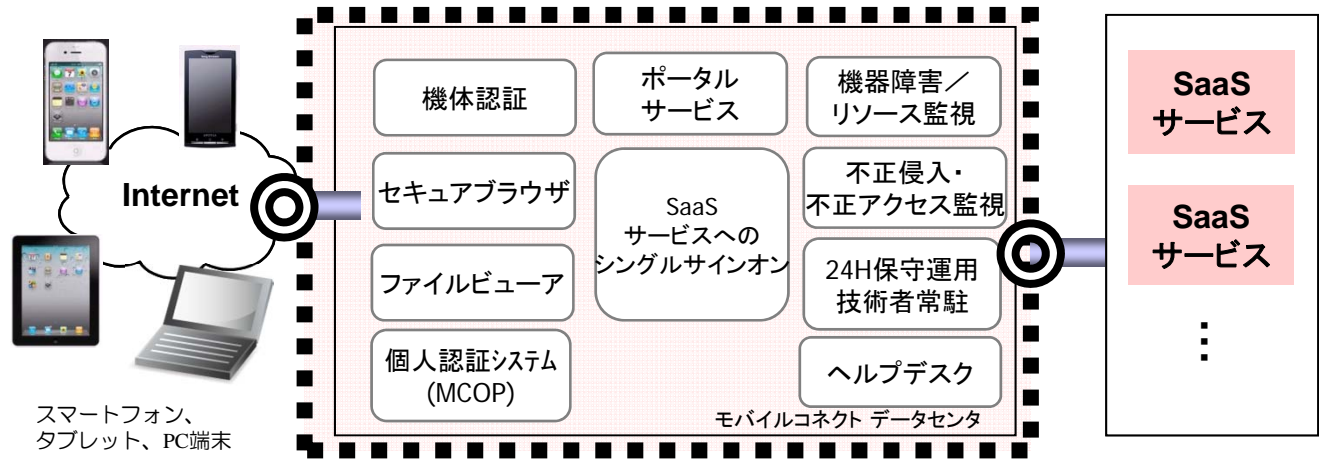 Internet
スマートフォン、
タブレット、PC端末
機体認証
セキュアブラウザ
ファイルビューア
個人認証システム
(MCOP)
ポータル
サービス
SaaS
サービスへの
シングルサインオン
機器障害／
リソース監視
不正侵入・
不正アクセス監視
24H保守運用
技術者常駐
ヘルプデスク
モバイルコネクト データセンタ
SaaS
サービス
SaaS
サービス
⋮